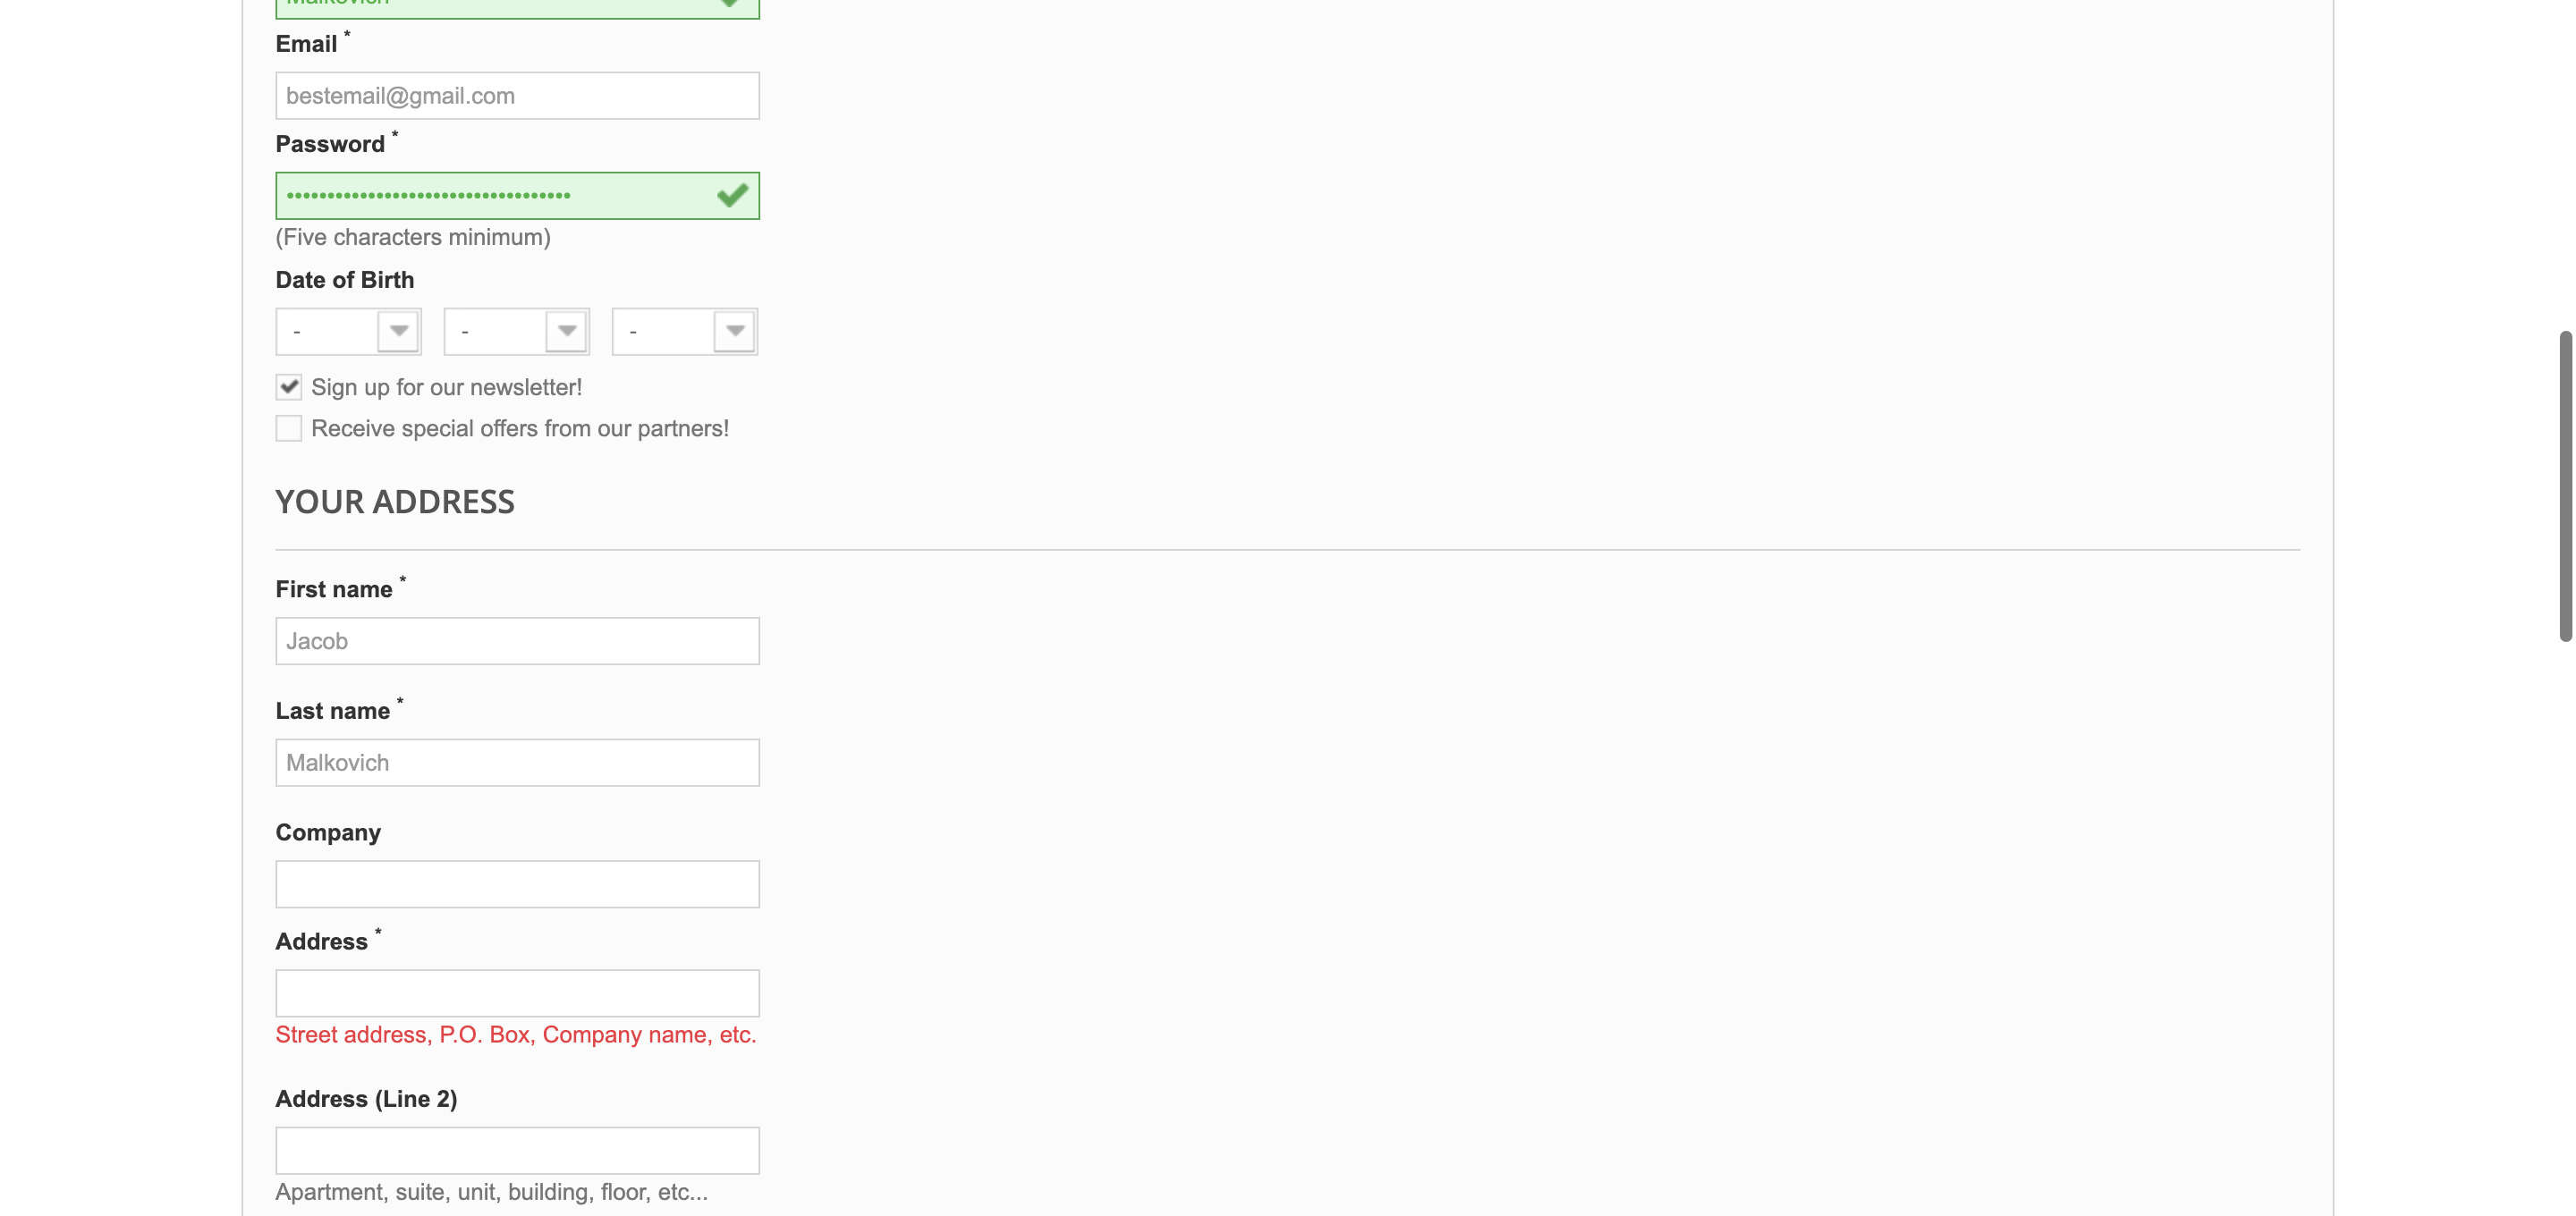 Malkovich
Email *
bestemail@gmail.com
Password *
(Five characters minimum)
Date of Birth
- - -
Sign up for our newsletter!
Receive special offers from our partners!
YOUR ADDRESS
First name *
Jacob
Last name *
Malkovich
Company
Address *
Street address, P.O. Box, Company name, etc.
Address (Line 2)
Apartment, suite, unit, building, floor, etc...